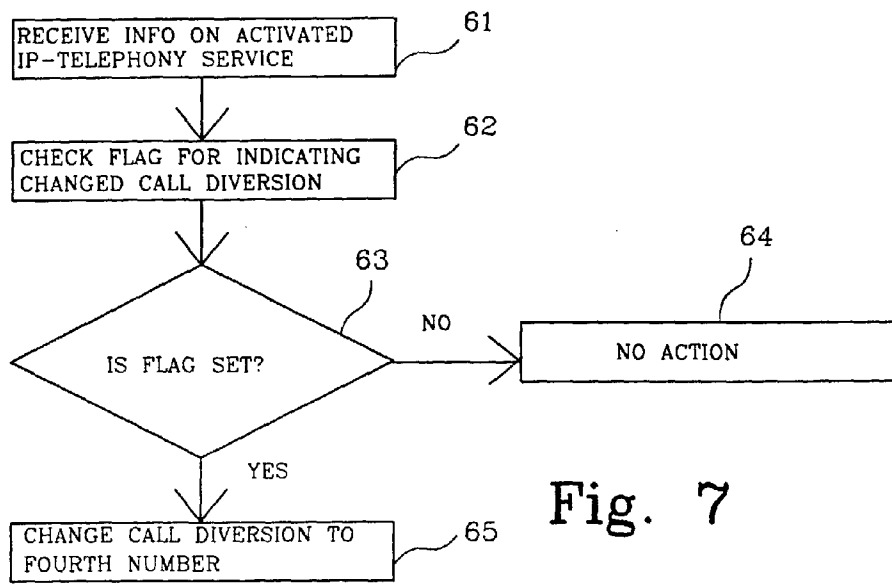 RECEIVE INFO ON ACTIVATED
IP-TELEPHONY SERVICE
61
CHECK FLAG FOR INDICATING
CHANGED CALL DIVERSION
62
IS FLAG SET?
63
NO
NO ACTION
64
YES
CHANGE CALL DIVERSION TO
FOURTH NUMBER
65
Fig. 7